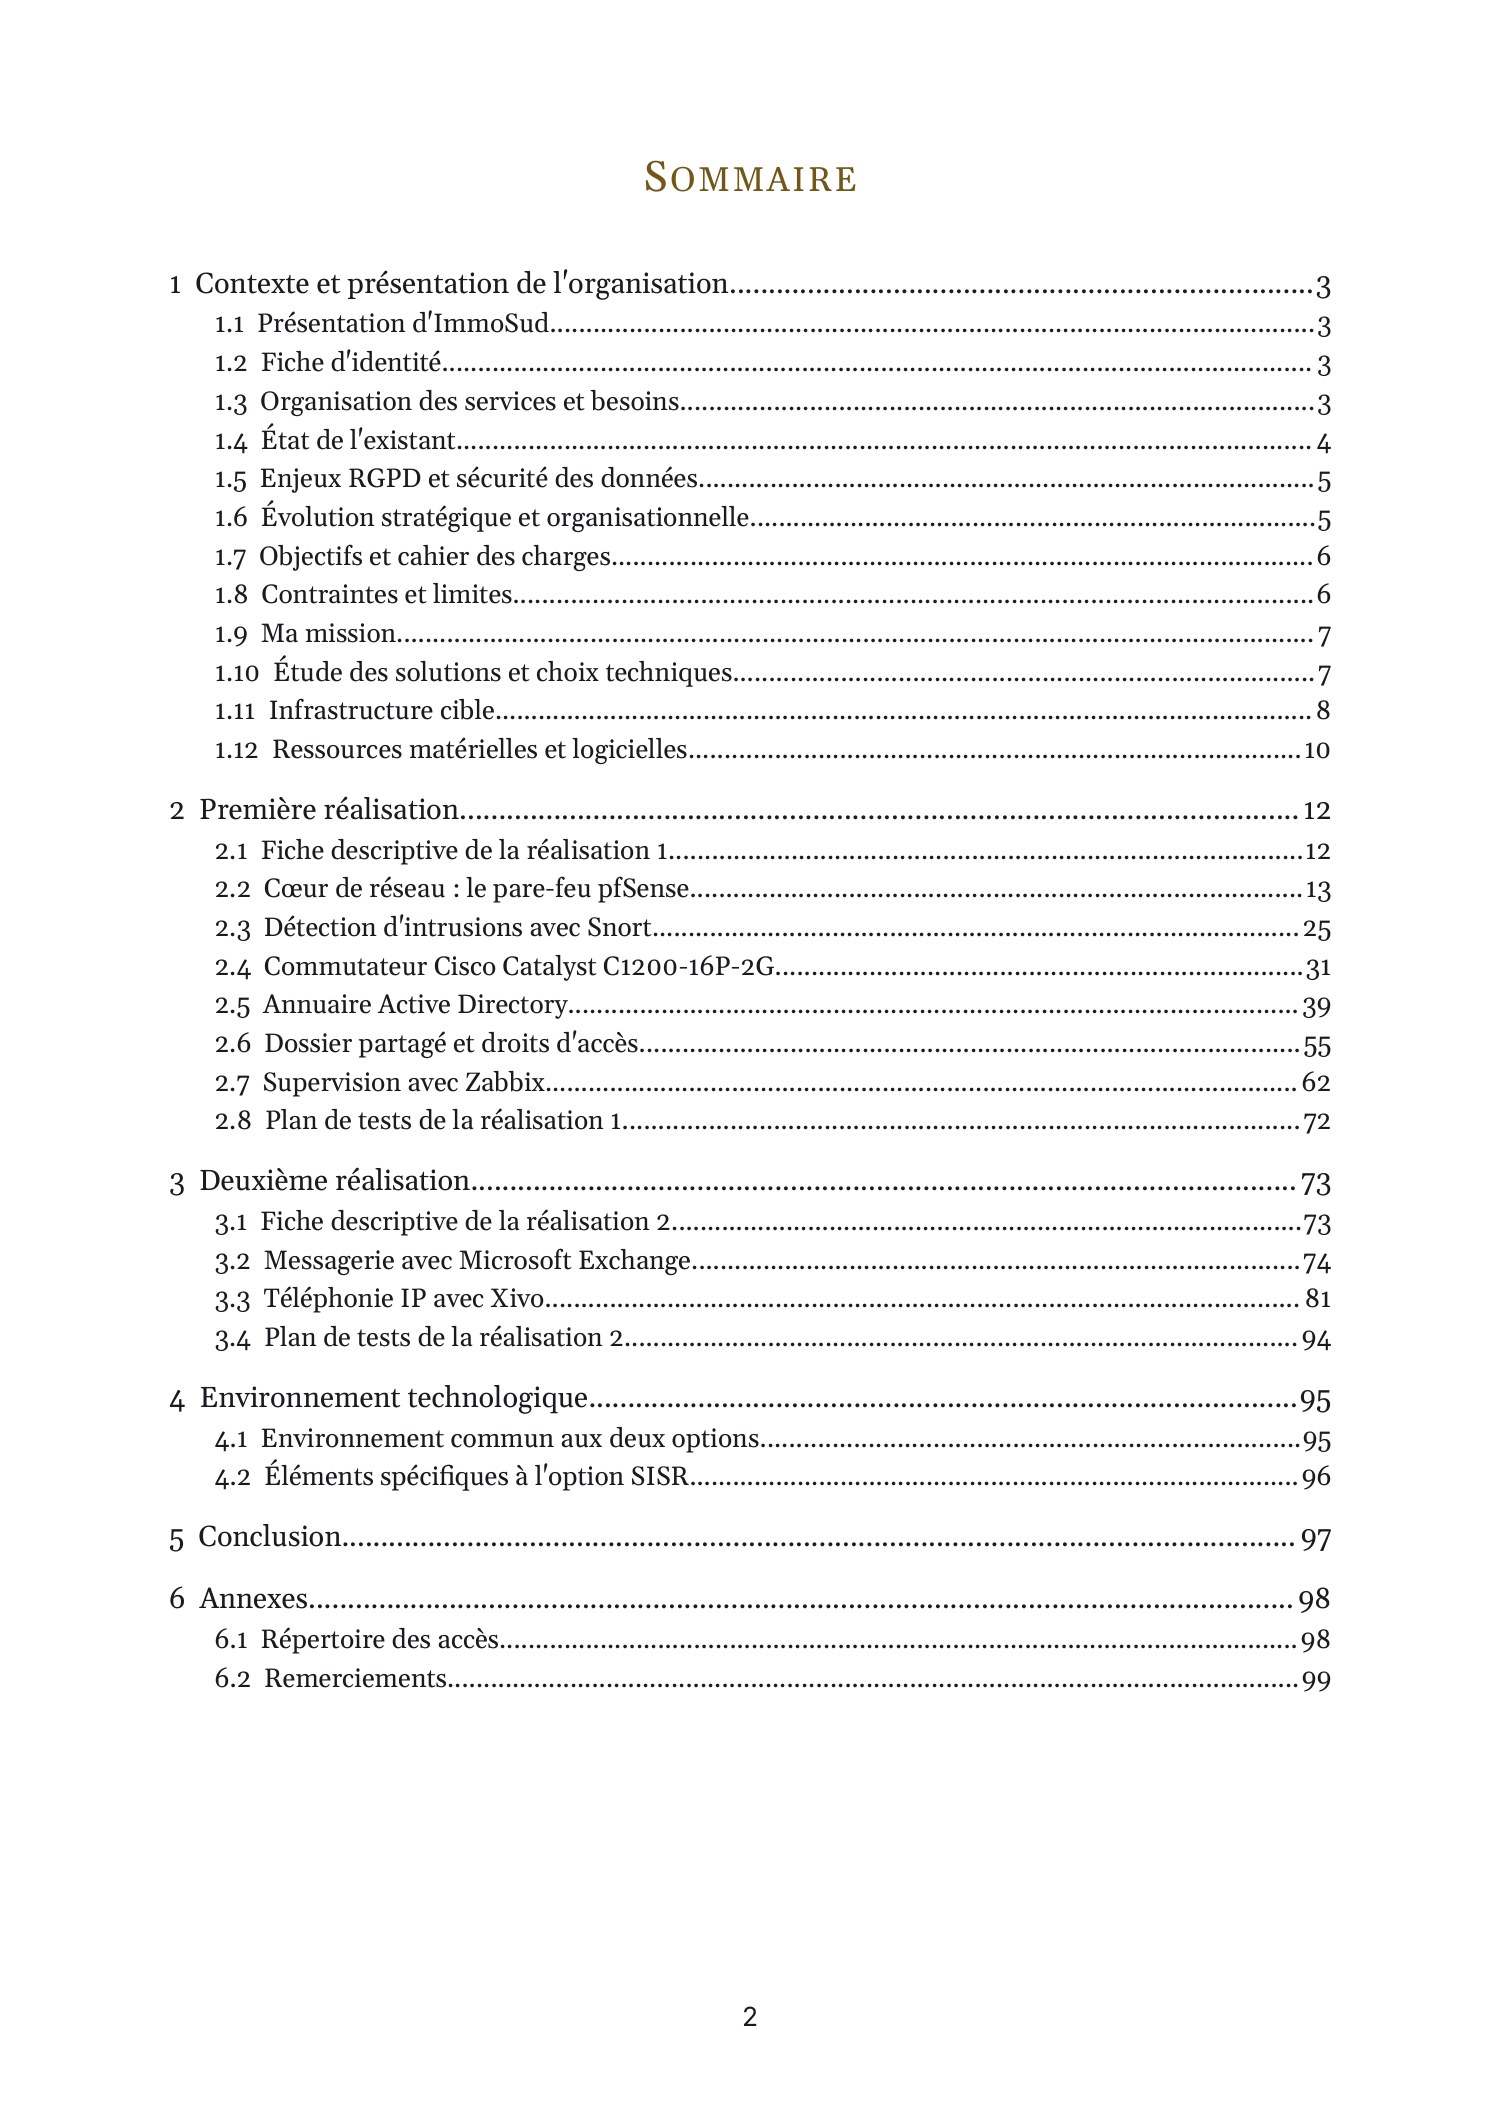 SOMMAIRE
1 Contexte et présentation de l'organisation 3
1.1 Présentation d'ImmoSud 3
1.2 Fiche d'identité 3
1.3 Organisation des services et besoins 3
1.4 État de l'existant 4
1.5 Enjeux RGPD et sécurité des données 5
1.6 Évolution stratégique et organisationnelle 5
1.7 Objectifs et cahier des charges 6
1.8 Contraintes et limites 6
1.9 Ma mission 7
1.10 Étude des solutions et choix techniques 7
1.11 Infrastructure cible 8
1.12 Ressources matérielles et logicielles 10
2 Première réalisation 12
2.1 Fiche descriptive de la réalisation 1 12
2.2 Cœur de réseau : le pare-feu pfSense 13
2.3 Détection d'intrusions avec Snort 25
2.4 Commutateur Cisco Catalyst C1200-16P-2G 31
2.5 Annuaire Active Directory 39
2.6 Dossier partagé et droits d'accès 55
2.7 Supervision avec Zabbix 62
2.8 Plan de tests de la réalisation 1 72
3 Deuxième réalisation 73
3.1 Fiche descriptive de la réalisation 2 73
3.2 Messagerie avec Microsoft Exchange 74
3.3 Téléphonie IP avec Xivo 81
3.4 Plan de tests de la réalisation 2 94
4 Environnement technologique 95
4.1 Environnement commun aux deux options 95
4.2 Éléments spécifiques à l'option SISR 96
5 Conclusion 97
6 Annexes 98
6.1 Répertoire des accès 98
6.2 Remerciements 99
2